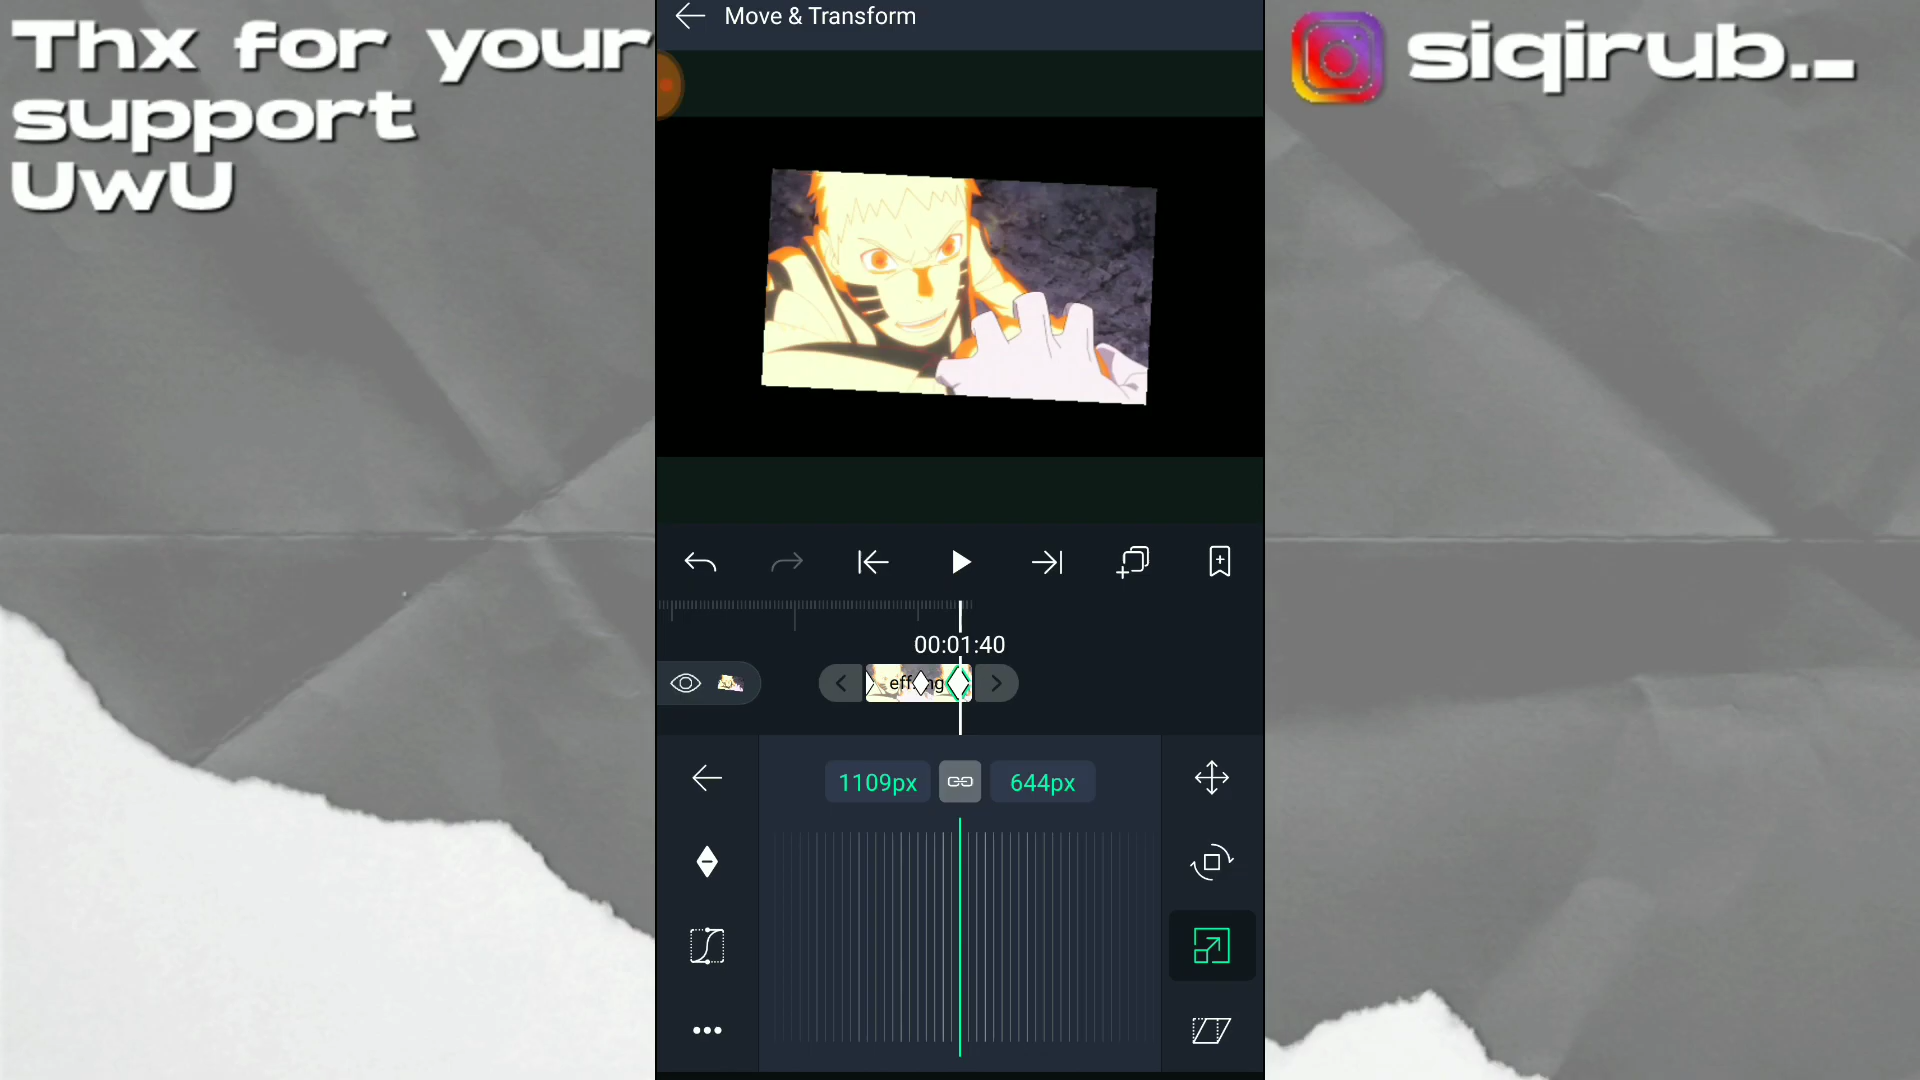 Thx for your
support
UwU
Move & Transform
siqirub._
00:01:40
1109px
644px